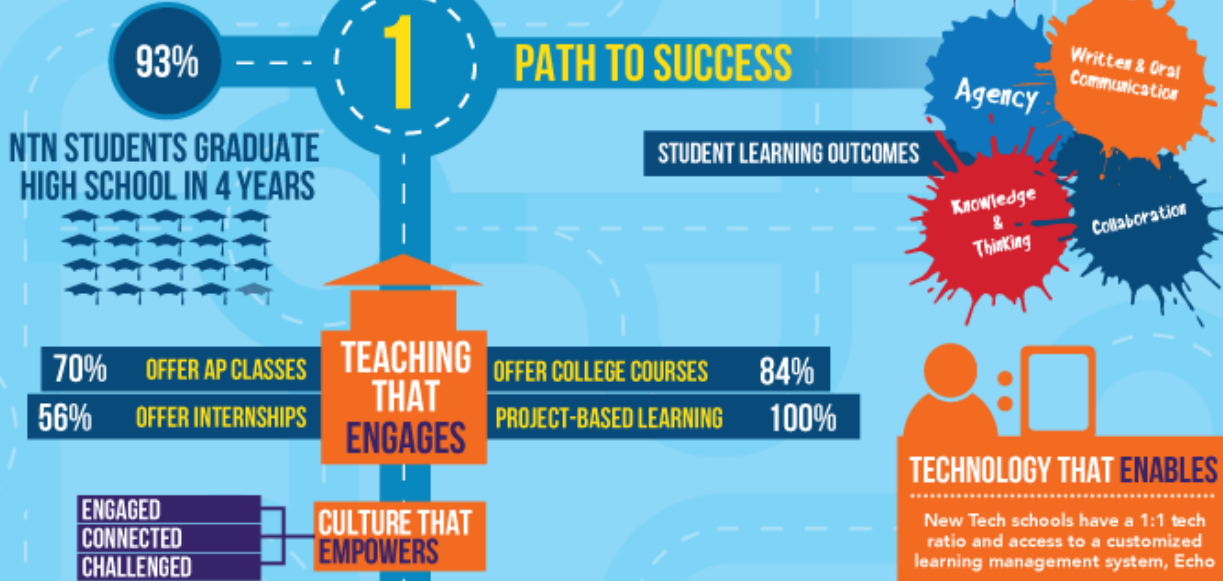 93%
1
PATH TO SUCCESS
NTN STUDENTS GRADUATE
HIGH SCHOOL IN 4 YEARS
STUDENT LEARNING OUTCOMES
Agency
Written & Oral
Communication
Knowledge
&
Thinking
Collaboration
70% OFFER AP CLASSES
56% OFFER INTERNSHIPS
TEACHING
THAT
ENGAGES
OFFER COLLEGE COURSES 84%
PROJECT-BASED LEARNING 100%
ENGAGED
CONNECTED
CHALLENGED
CULTURE THAT
EMPOWERS
TECHNOLOGY THAT ENABLES
New Tech schools have a 1:1 tech
ratio and access to a customized
learning management system, Echo